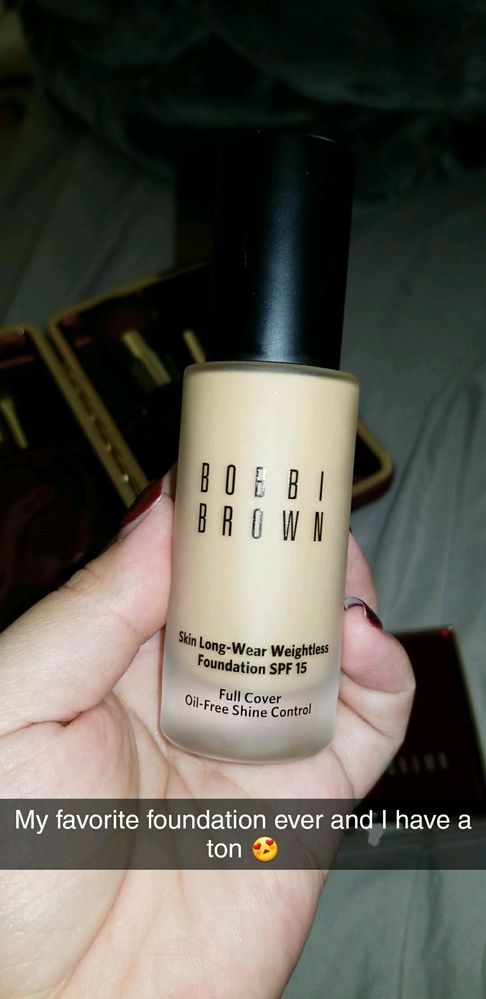 BOBBI
BROWN
Skin Long-Wear Weightless
Foundation SPF 15
Full Cover
Oil-Free Shine Control
BROWN
My favorite foundation ever and I have a
ton 😍